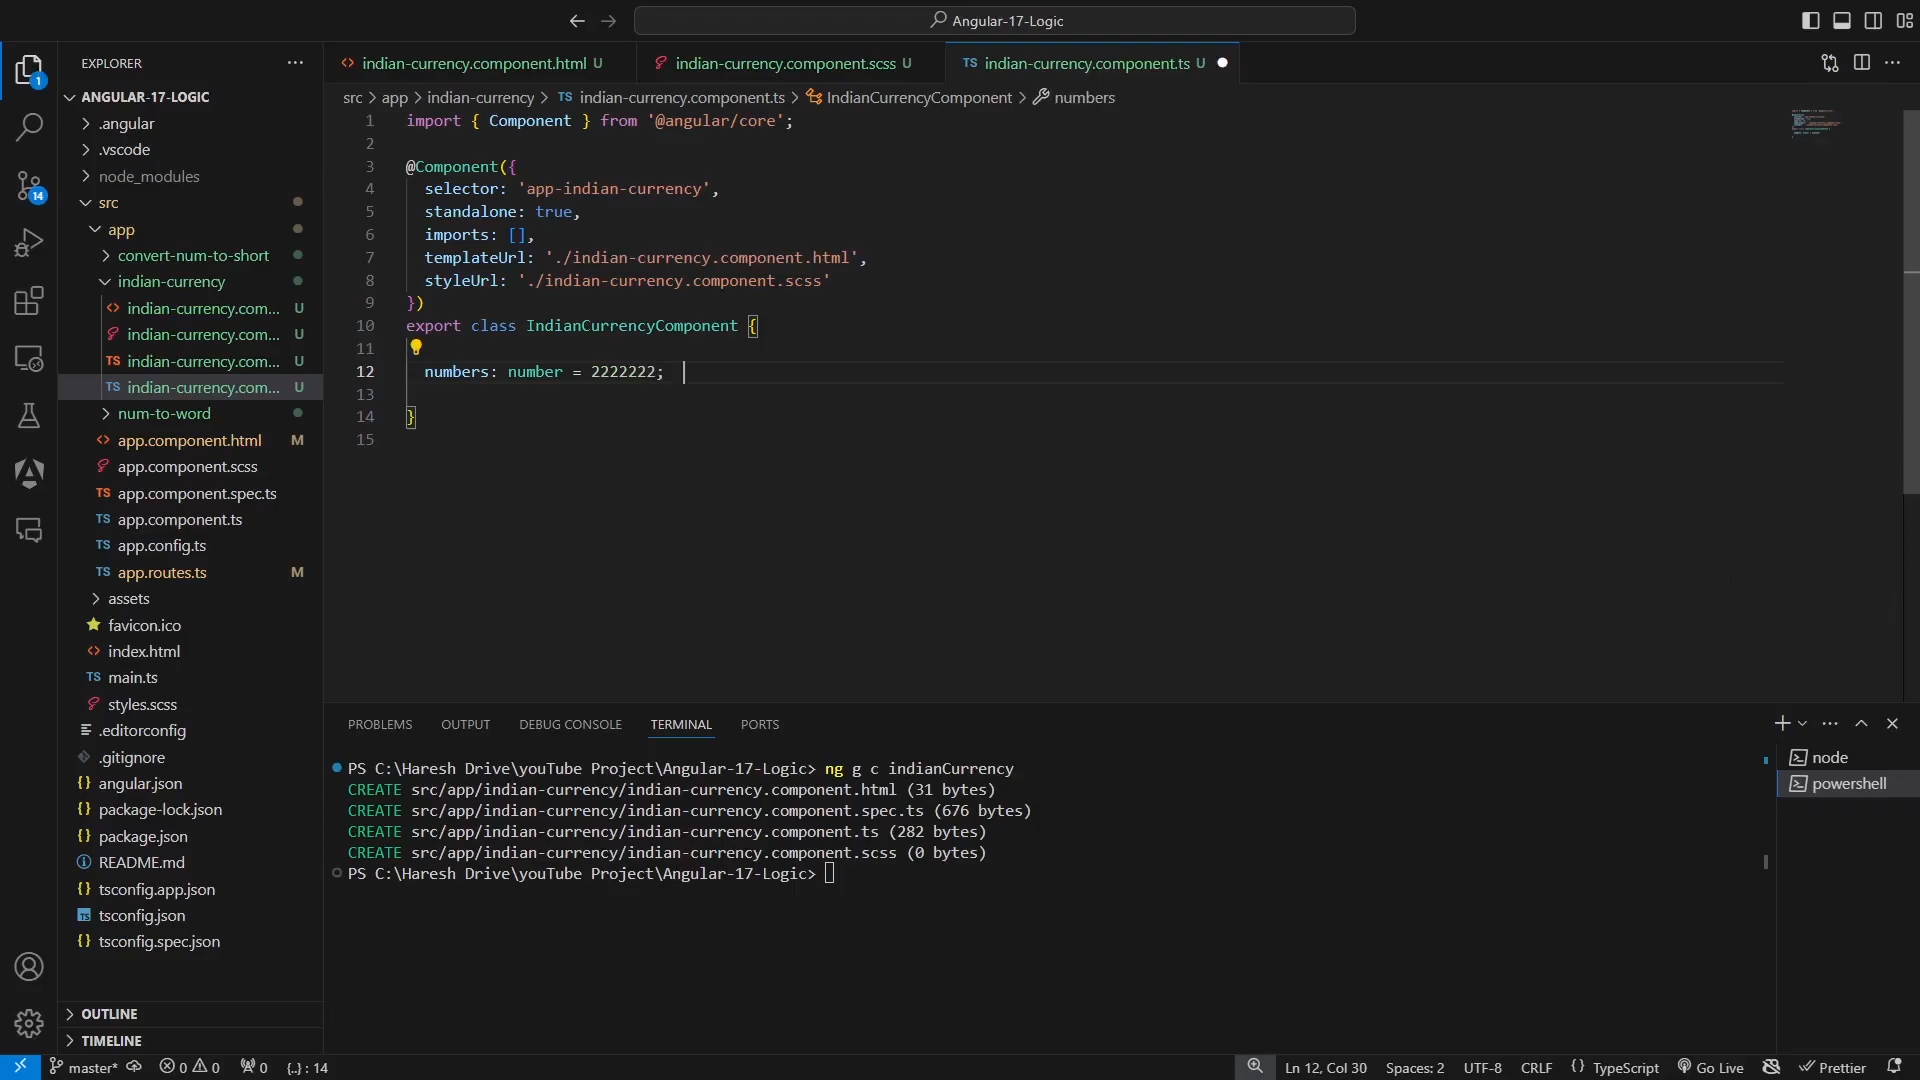 Angular-17-Logic
EXPLORER
indian-currency.component.html U
indian-currency.component.scss U
TS indian-currency.component.ts U
ANGULAR-17-LOGIC
src > app > indian-currency > TS indian-currency.component.ts > IndianCurrencyComponent > numbers
.angular
.vscode
node_modules
src
app
convert-num-to-short
indian-currency
indian-currency.com... U
indian-currency.com... U
TS indian-currency.com... U
TS indian-currency.com... U
num-to-word
app.component.html M
app.component.scss
TS app.component.spec.ts
TS app.component.ts
TS app.config.ts
TS app.routes.ts M
assets
favicon.ico
index.html
TS main.ts
styles.scss
.editorconfig
.gitignore
{} angular.json
{} package-lock.json
{} package.json
README.md
{} tsconfig.app.json
TS tsconfig.json
{} tsconfig.spec.json
OUTLINE
TIMELINE
1
14
1 import { Component } from '@angular/core';
2
3 @Component({
4 selector: 'app-indian-currency',
5 standalone: true,
6 imports: [],
7 templateUrl: './indian-currency.component.html',
8 styleUrl: './indian-currency.component.scss'
9 })
10 export class IndianCurrencyComponent {
11
12 numbers: number = 2222222;
13
14 }
15
PROBLEMS OUTPUT DEBUG CONSOLE TERMINAL PORTS
PS C:\Haresh Drive\youTube Project\Angular-17-Logic> ng g c indianCurrency
CREATE src/app/indian-currency/indian-currency.component.html (31 bytes)
CREATE src/app/indian-currency/indian-currency.component.spec.ts (676 bytes)
CREATE src/app/indian-currency/indian-currency.component.ts (282 bytes)
CREATE src/app/indian-currency/indian-currency.component.scss (0 bytes)
PS C:\Haresh Drive\youTube Project\Angular-17-Logic>
node
powershell
master* 0 0 0 {..} : 14 Ln 12, Col 30 Spaces: 2 UTF-8 CRLF {} TypeScript Go Live Prettier